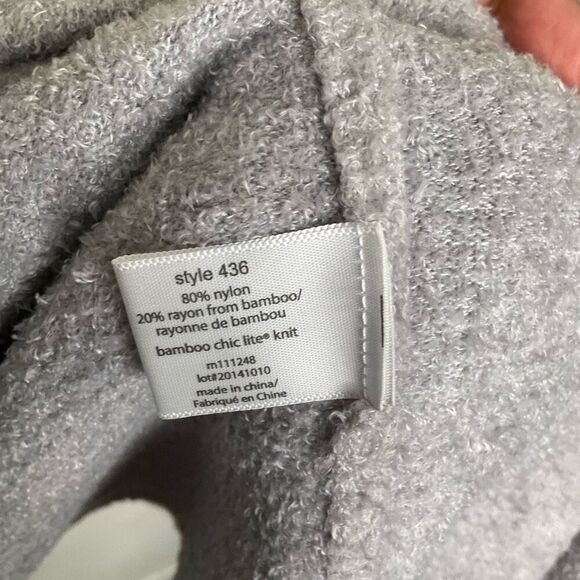 style 436
80% nylon
20% rayon from bamboo/
rayonne de bambou
bamboo chic lite® knit
m111248
lot#20141010
made in china/
Fabriqué en Chine